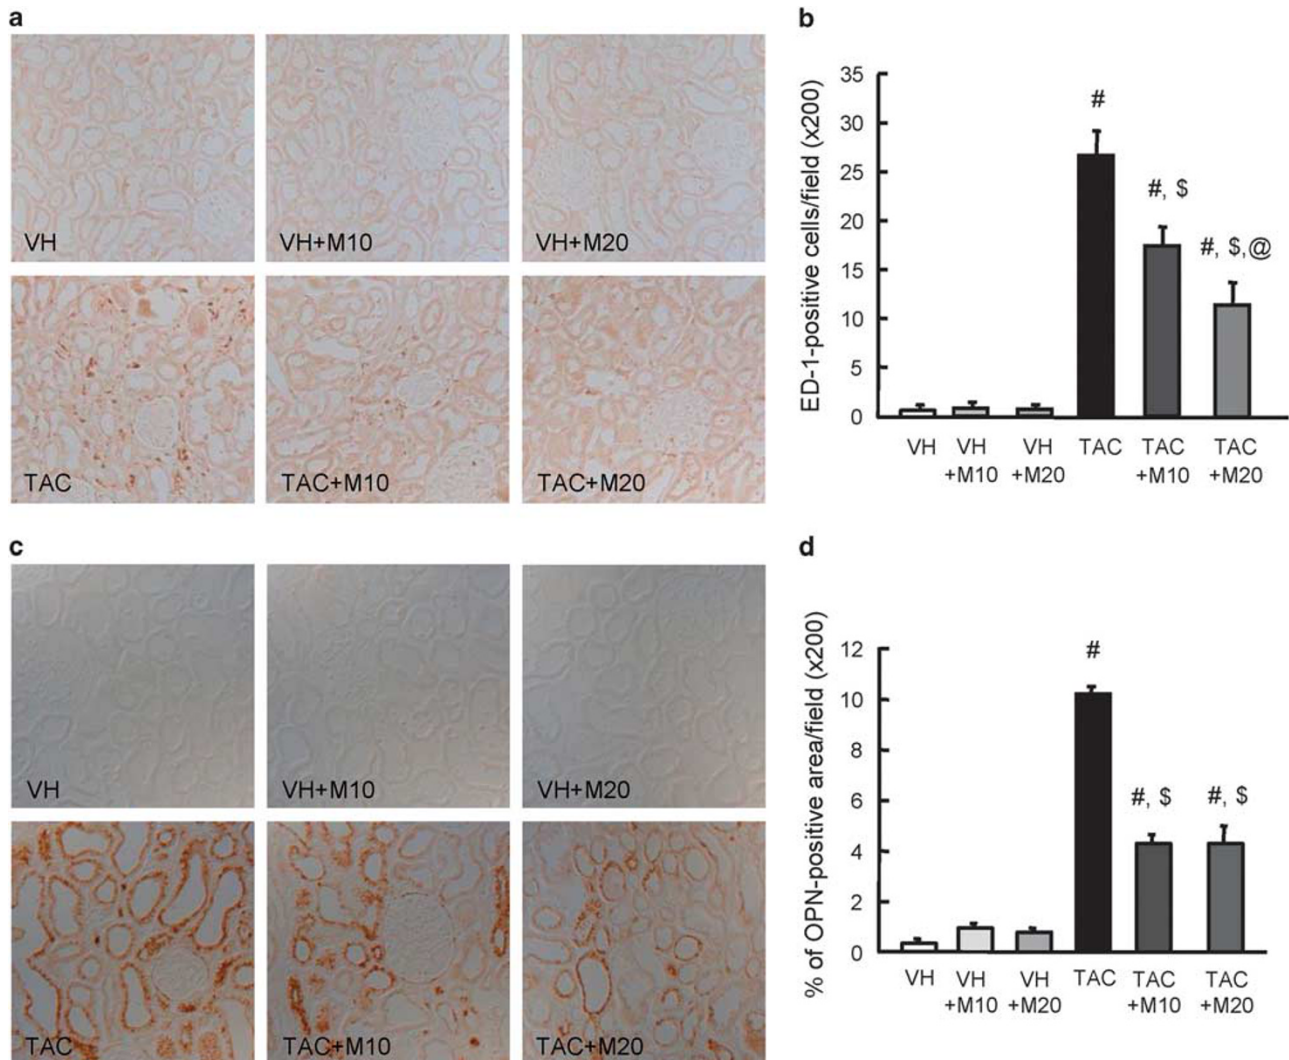 a
VH
VH+M10
VH+M20
TAC
TAC+M10
TAC+M20
b
ED-1-positive cells/field (x200)
35
30
25
20
15
10
5
0
#
#, $
#, $,@
VH VH VH TAC TAC TAC
+M10 +M20 +M10 +M20
c
VH
VH+M10
VH+M20
TAC
TAC+M10
TAC+M20
d
% of OPN-positive area/field (x200)
12
10
8
6
4
2
0
#
#, $
#, $
VH VH VH TAC TAC TAC
+M10 +M20 +M10 +M20